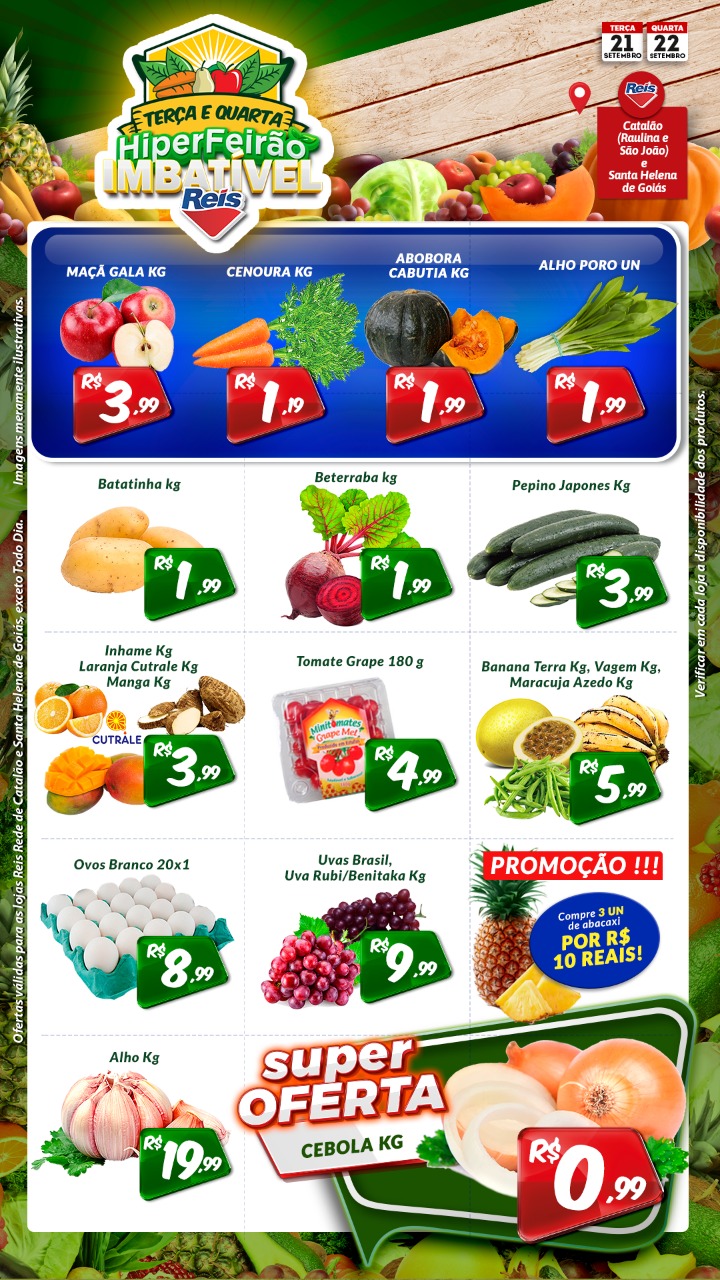 TERÇA
21
SETEMBRO
QUARTA
22
SETEMBRO
TERÇA E QUARTA
HiperFeirão
IMBATÍVEL
Reis
Reis
Catalão
(Raulina e
São João)
e
Santa Helena
de Goiás
MAÇÃ GALA KG
R$ 3,99
CENOURA KG
R$ 1,19
ABOBORA
CABUTIA KG
R$ 1,99
ALHO PORO UN
R$ 1,99
Batatinha kg
R$ 1,99
Beterraba kg
R$ 1,99
Pepino Japones Kg
R$ 3,99
Inhame Kg
Laranja Cutrale Kg
Manga Kg
CUTRALE
R$ 3,99
Tomate Grape 180 g
Minitomates
Grape Mel
R$ 4,99
Banana Terra Kg, Vagem Kg,
Maracuja Azedo Kg
R$ 5,99
Ovos Branco 20x1
R$ 8,99
Uvas Brasil,
Uva Rubi/Benitaka Kg
R$ 9,99
PROMOÇÃO !!!
Compre 3 UN
de abacaxi
POR R$
10 REAIS!
Alho Kg
R$ 19,99
super
OFERTA
CEBOLA KG
R$ 0,99
Ofertas válidas para as lojas Reis Rede de Catalão e Santa Helena de Goiás, exceto Todo Dia. Imagens meramente ilustrativas.
Verificar em cada loja a disponibilidade dos produtos.